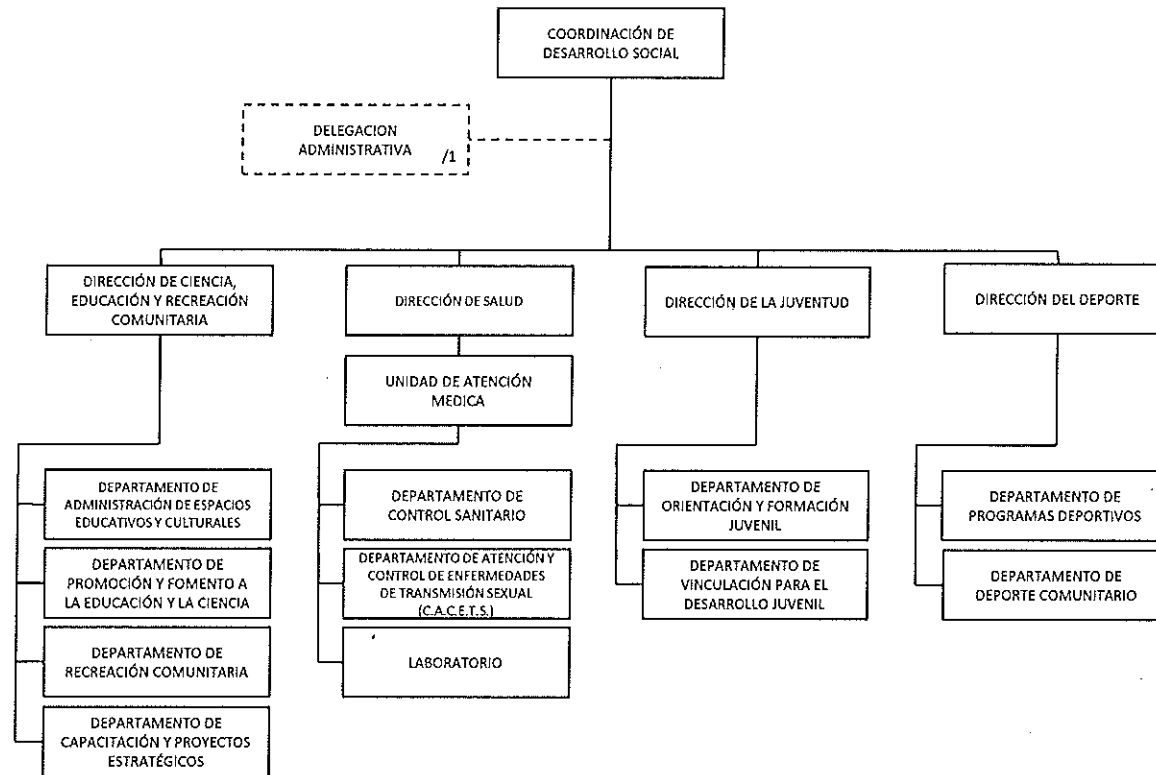 COORDINACIÓN DE
DESARROLLO SOCIAL
DELEGACION
ADMINISTRATIVA
/1
DIRECCIÓN DE CIENCIA,
EDUCACIÓN Y RECREACIÓN
COMUNITARIA
DIRECCIÓN DE SALUD
DIRECCIÓN DE LA JUVENTUD
DIRECCIÓN DEL DEPORTE
UNIDAD DE ATENCIÓN
MEDICA
DEPARTAMENTO DE
ADMINISTRACIÓN DE ESPACIOS
EDUCATIVOS Y CULTURALES
DEPARTAMENTO DE
PROMOCIÓN Y FOMENTO A
LA EDUCACIÓN Y LA CIENCIA
DEPARTAMENTO DE
RECREACIÓN COMUNITARIA
DEPARTAMENTO DE
CAPACITACIÓN Y PROYECTOS
ESTRATÉGICOS
DEPARTAMENTO DE
CONTROL SANITARIO
DEPARTAMENTO DE ATENCIÓN Y
CONTROL DE ENFERMEDADES
DE TRANSMISIÓN SEXUAL
(C.A.C.E.T.S.)
LABORATORIO
DEPARTAMENTO DE
ORIENTACIÓN Y FORMACIÓN
JUVENIL
DEPARTAMENTO DE
VINCULACIÓN PARA EL
DESARROLLO JUVENIL
DEPARTAMENTO DE
PROGRAMAS DEPORTIVOS
DEPARTAMENTO DE
DEPORTE COMUNITARIO